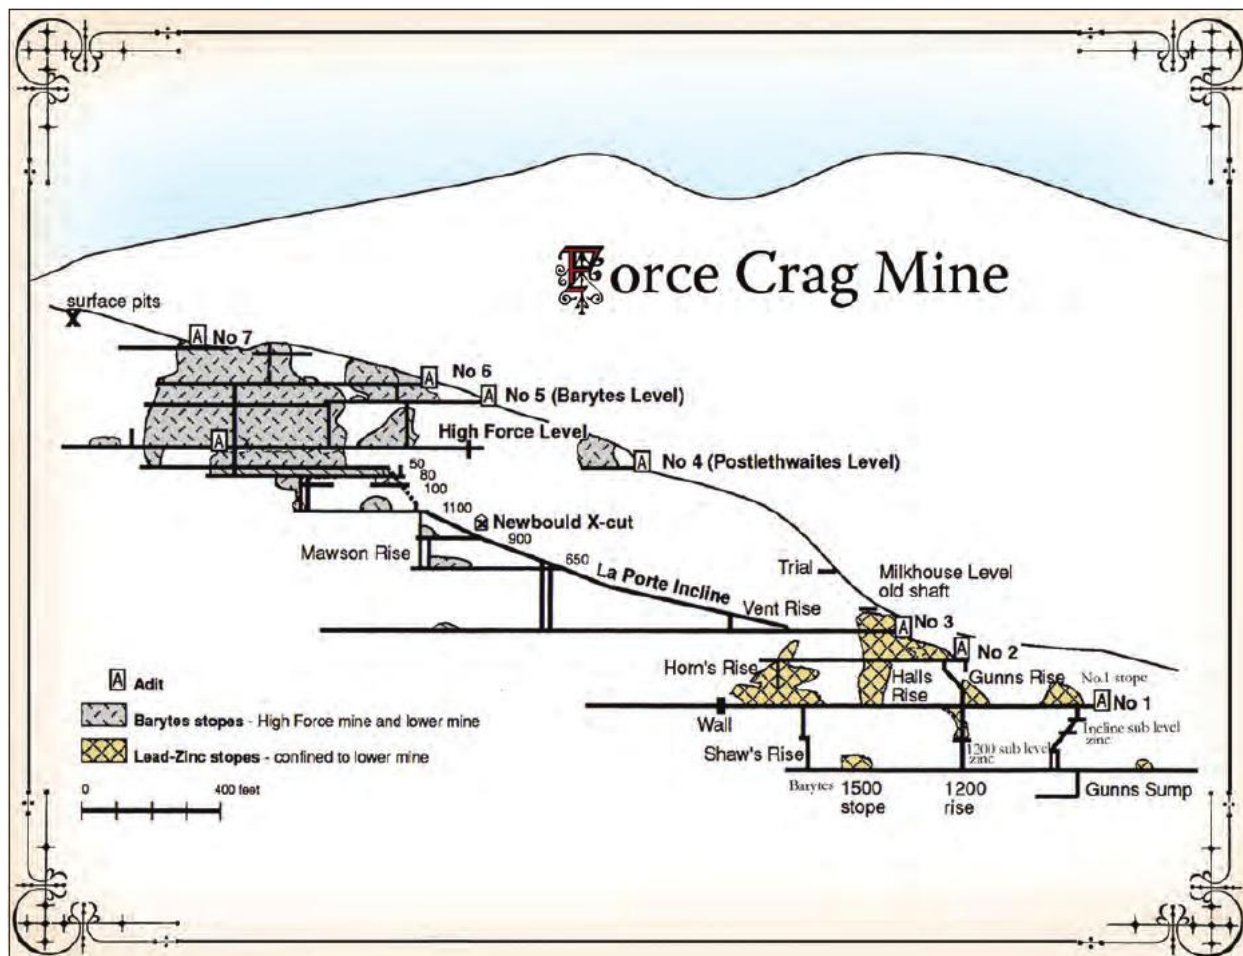 Force Crag Mine
surface pits
X
A No 7
A No 6
A No 5 (Barytes Level)
A
High Force Level
A No 4 (Postlethwaites Level)
50
80
100
1100
Newbould X-cut
900
Mawson Rise
650
La Porte Incline
Trial
Milkhouse Level
old shaft
Vent Rise
A No 3
A No 2
Horn's Rise
Halls
Rise
Gunns Rise
No.1 stope
A No 1
Wall
Incline sub level
zinc
Shaw's Rise
1200 sub level
zinc
Barytes
1500
stope
1200
rise
Gunns Sump
A Adit
Barytes stopes - High Force mine and lower mine
Lead-Zinc stopes - confined to lower mine
0 400 feet